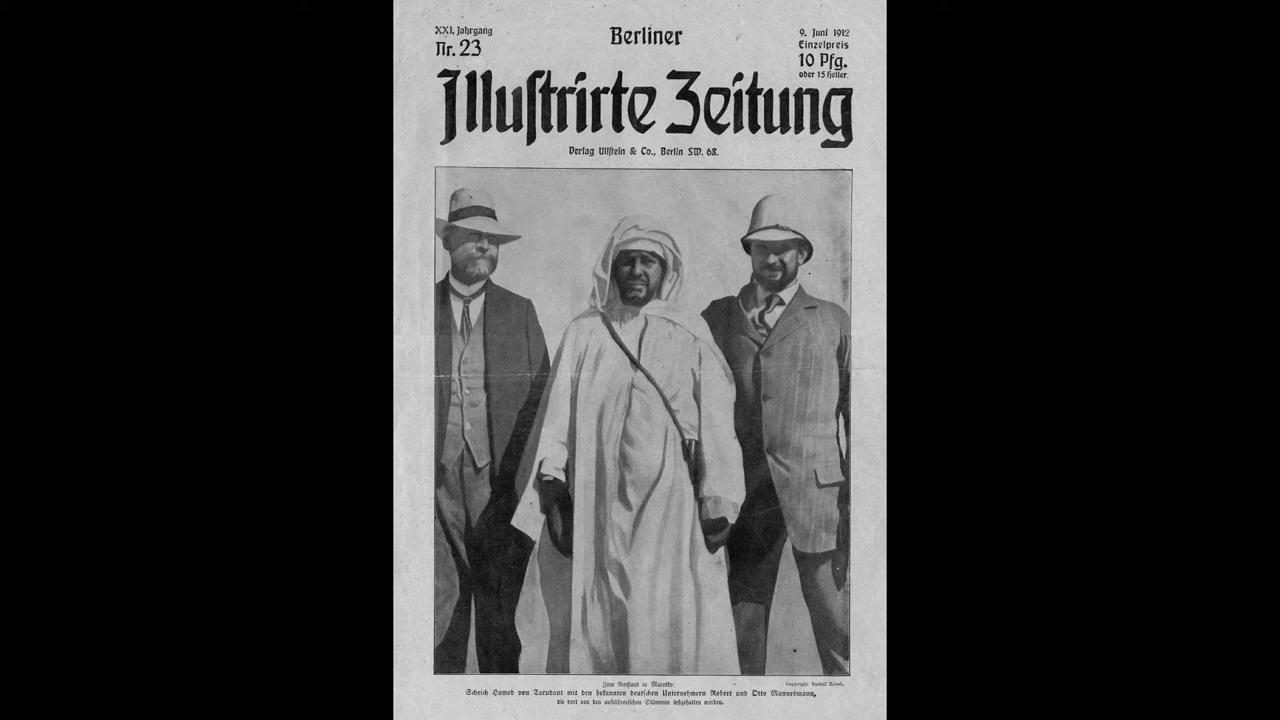 XXI. Jahrgang
Nr. 23
Berliner
9. Juni 1912
Einzelpreis
10 Pfg.
oder 15 Heller.
Illustrirte Zeitung
Verlag Ullstein & Co., Berlin SW. 68.
Zum Aufstand in Marokko:
Copyright Rudolf Zabel.
Scheich Hamed von Tarudant mit den bekannten deutschen Unternehmern Robert und Otto Mannesmann,
die dort von den aufrührerischen Stämmen festgehalten werden.